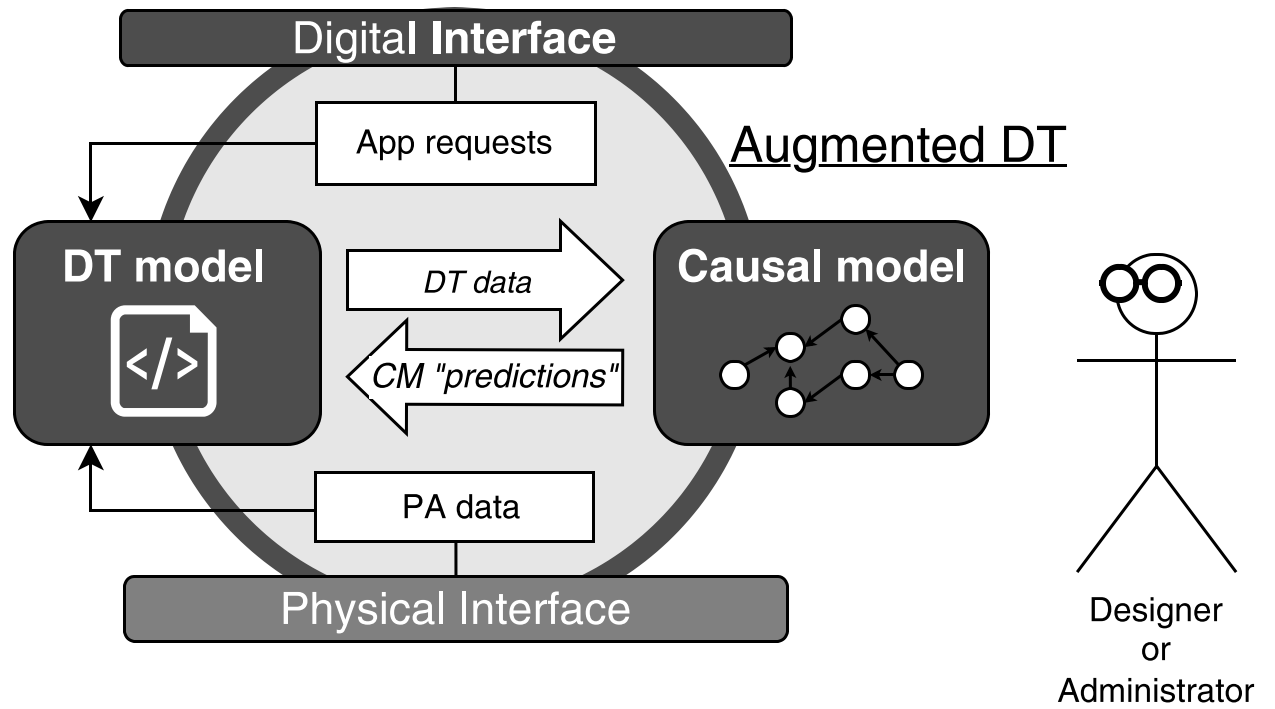 Digital Interface
App requests
Augmented DT
DT model
</>
DT data
CM "predictions"
Causal model
PA data
Physical Interface
Designer
or
Administrator